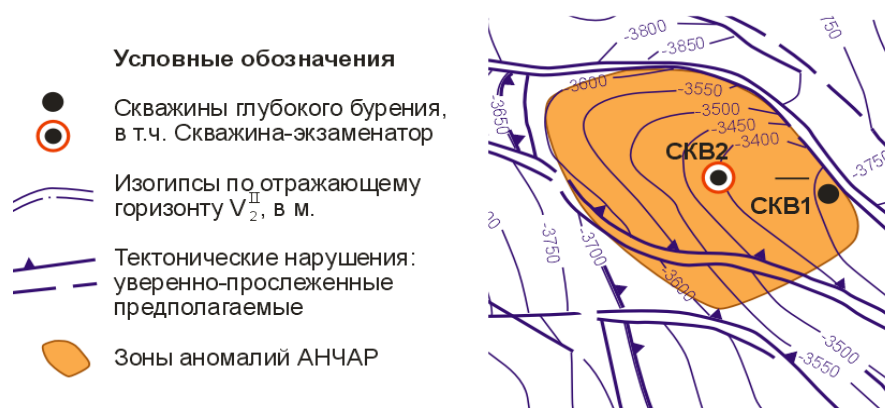 Условные обозначения
Скважины глубокого бурения,
в т.ч. Скважина-экзаменатор
Изогипсы по отражающему
горизонту V₂ᴵᴵ, в м.
Тектонические нарушения:
уверенно-прослеженные
предполагаемые
Зоны аномалий АНЧАР
-3800
-3850
750
-3600
-3550
-3500
-3450
-3400
-3650
-3750
СКВ2
СКВ1
-3750
-3700
-3600
-3500
-3550